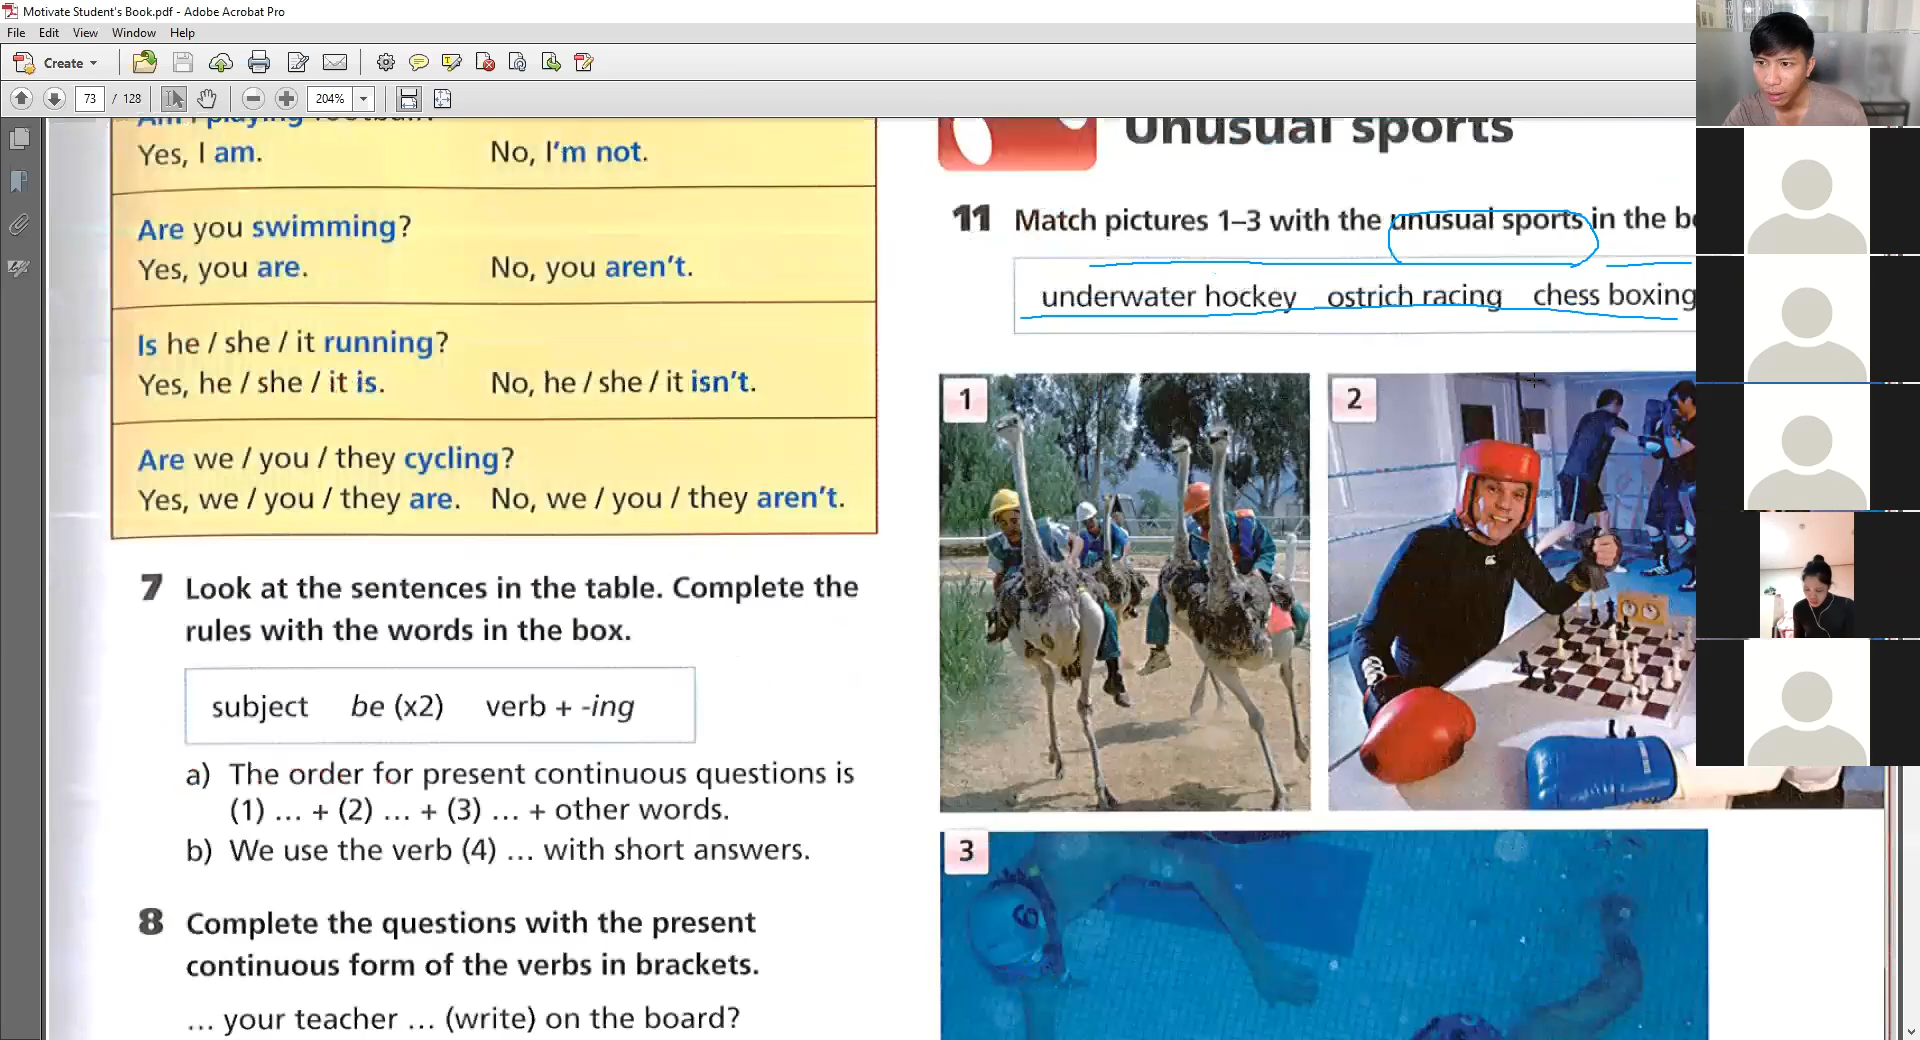 Motivate Student's Book.pdf - Adobe Acrobat Pro
File Edit View Window Help
Create
73 / 128 204%
Am I playing football?
Yes, I am. No, I'm not.
Are you swimming?
Yes, you are. No, you aren't.
Is he / she / it running?
Yes, he / she / it is. No, he / she / it isn't.
Are we / you / they cycling?
Yes, we / you / they are. No, we / you / they aren't.
7 Look at the sentences in the table. Complete the
rules with the words in the box.
subject be (x2) verb + -ing
a) The order for present continuous questions is
(1) ... + (2) ... + (3) ... + other words.
b) We use the verb (4) ... with short answers.
8 Complete the questions with the present
continuous form of the verbs in brackets.
... your teacher ... (write) on the board?
Unusual sports
11 Match pictures 1–3 with the unusual sports in the
underwater hockey ostrich racing chess boxing
1
2
3
6